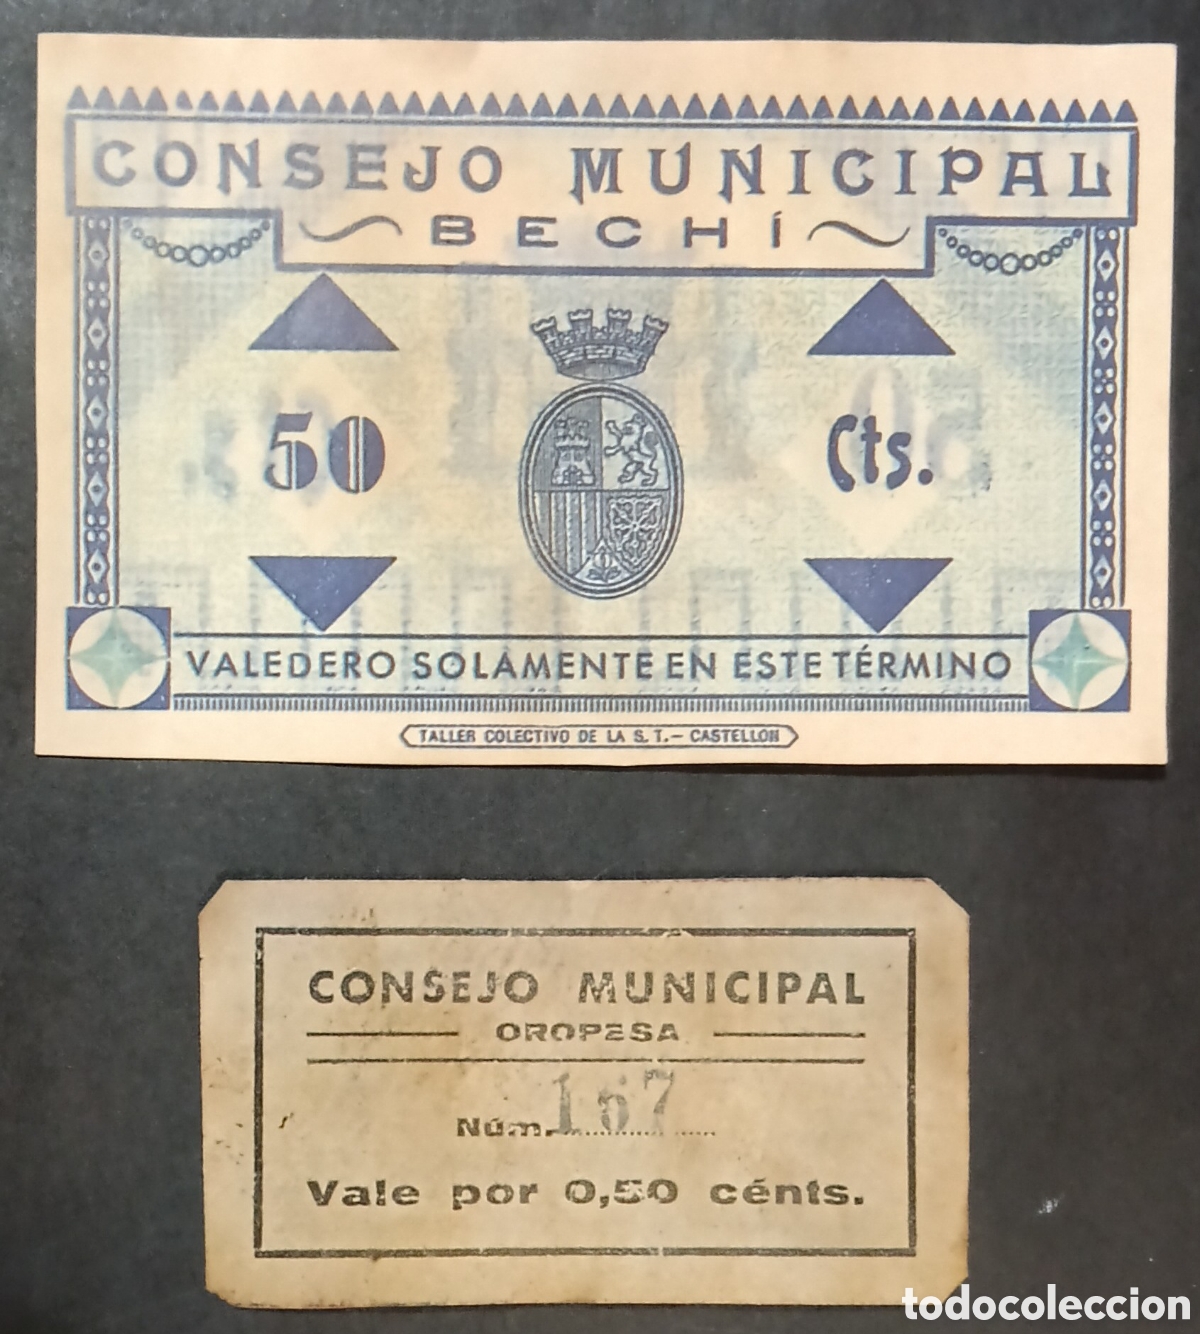 CONSEJO MUNICIPAL
BECHÍ
50 Cts.
VALEDERO SOLAMENTE EN ESTE TÉRMINO
TALLER COLECTIVO DE LA S. T.- CASTELLON
CONSEJO MUNICIPAL
OROPESA
Núm. 167
Vale por 0,50 cénts.
todocoleccion